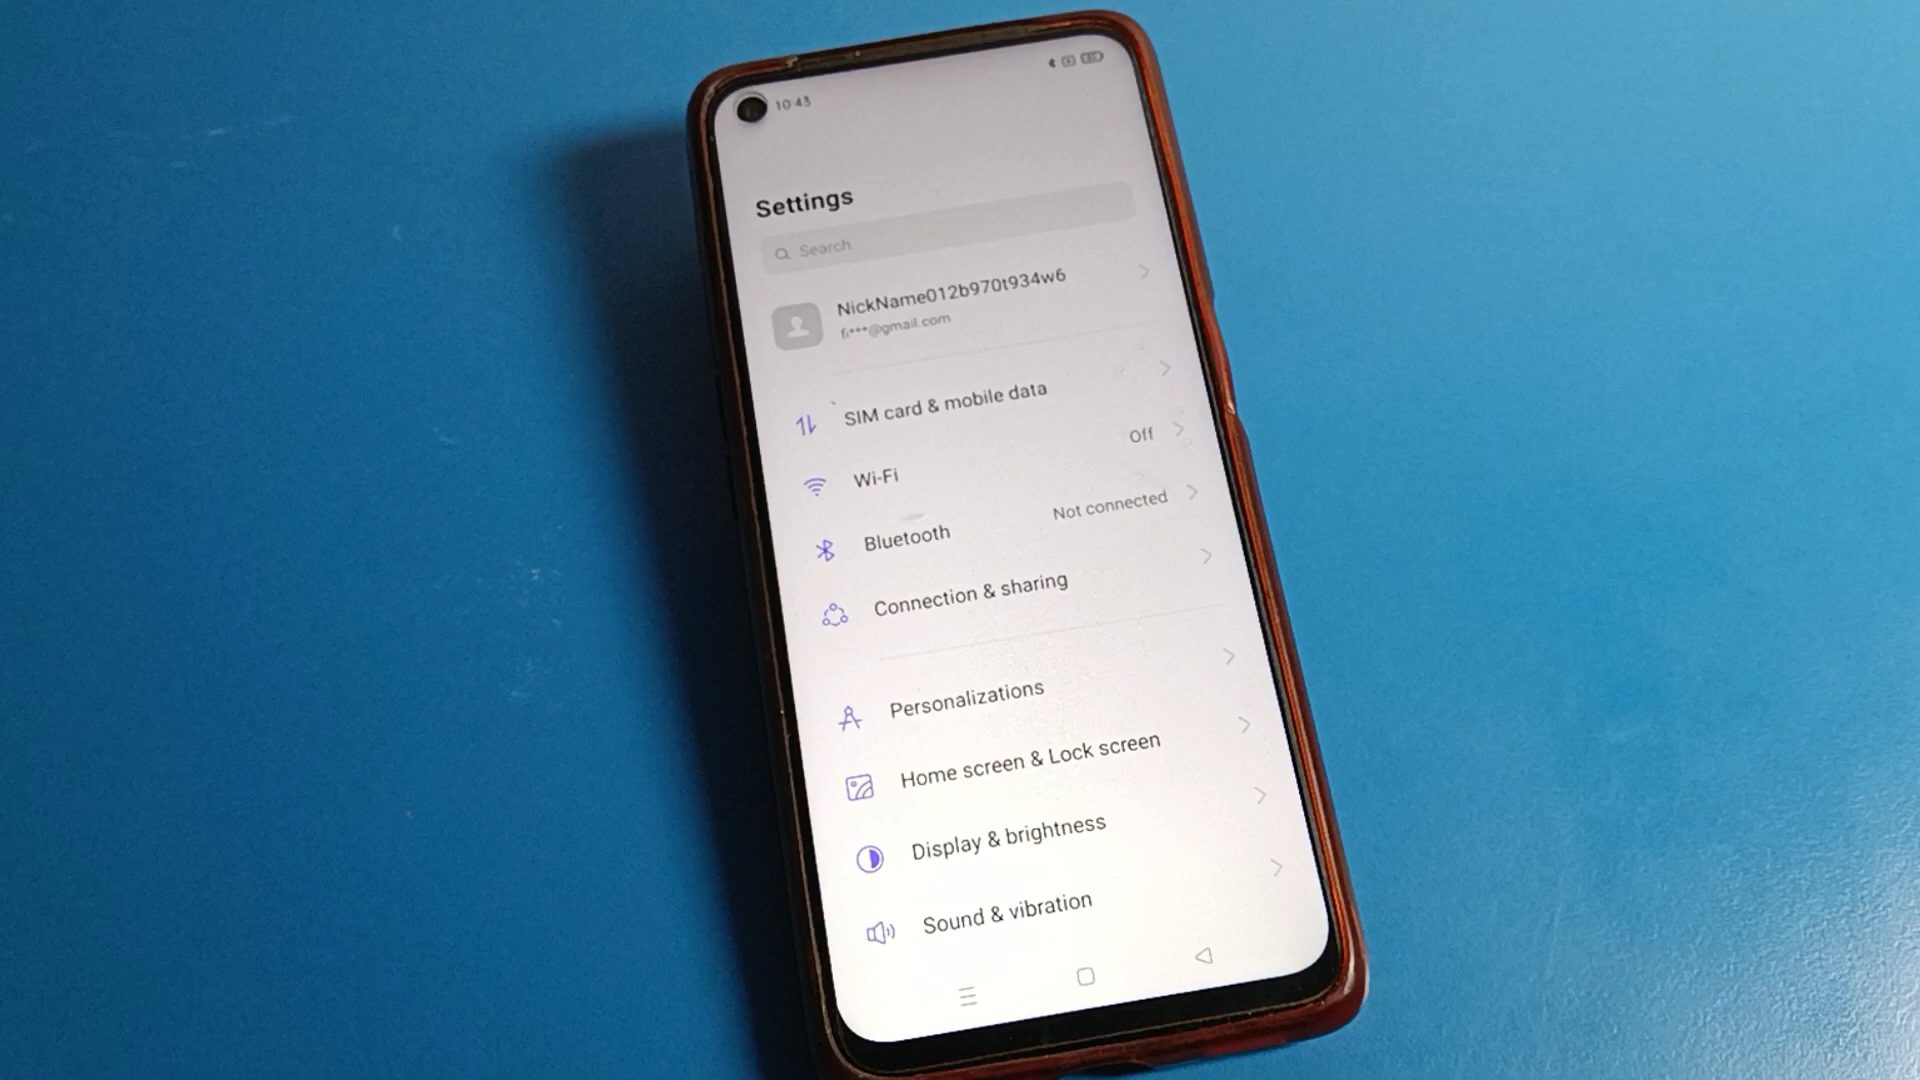 10:43
Settings
Search
NickName012b970t934w6
fi***@gmail.com
SIM card & mobile data
Wi-Fi Off
Bluetooth Not connected
Connection & sharing
Personalizations
Home screen & Lock screen
Display & brightness
Sound & vibration